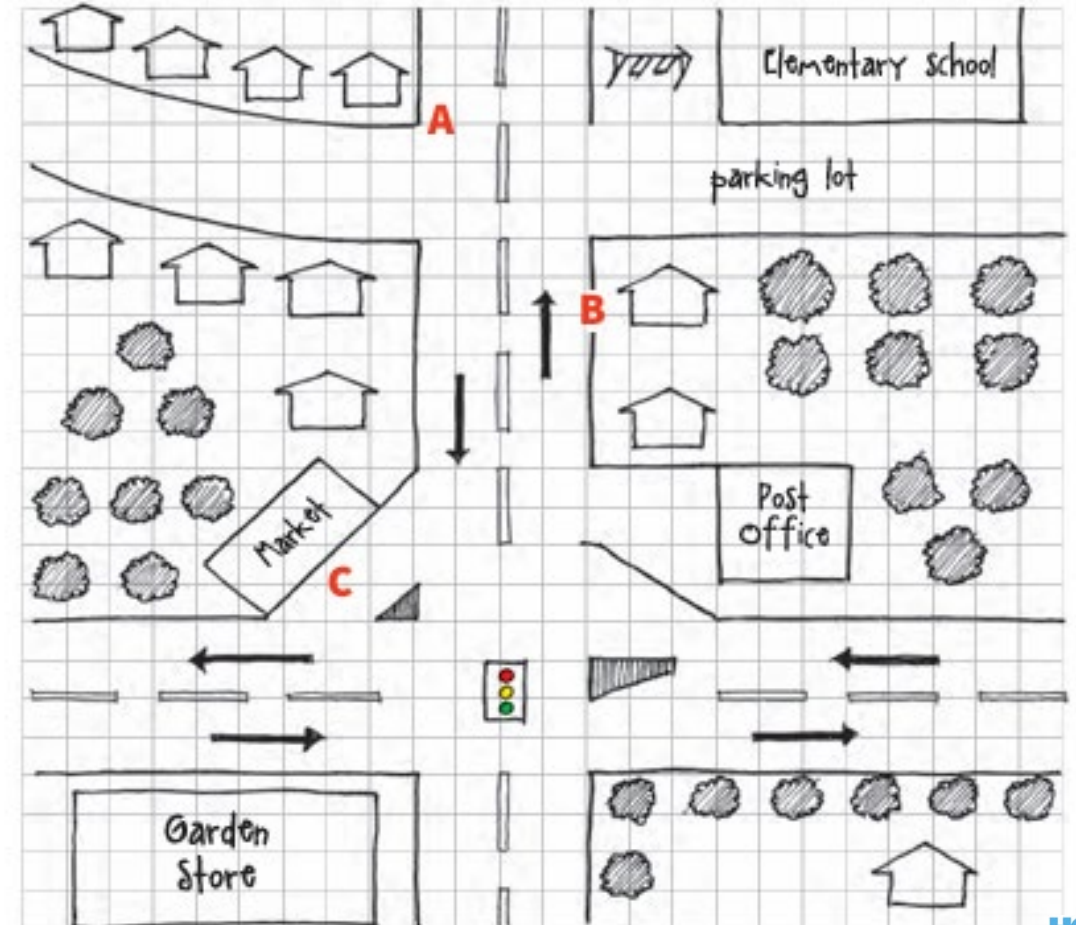 Elementary school
A
parking lot
B
Market
Post
Office
C
Garden
Store